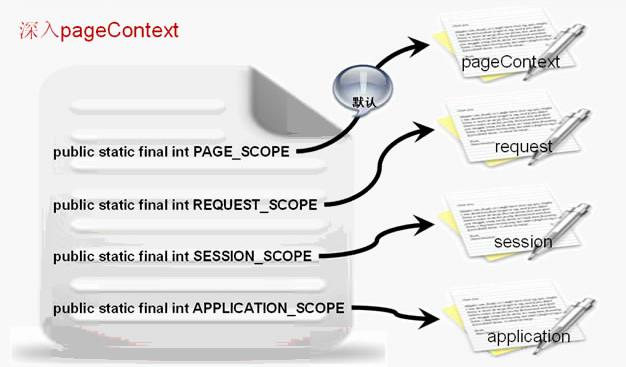 深入pageContext
pageContext
默认
public static final int PAGE_SCOPE
request
public static final int REQUEST_SCOPE
session
public static final int SESSION_SCOPE
public static final int APPLICATION_SCOPE
application